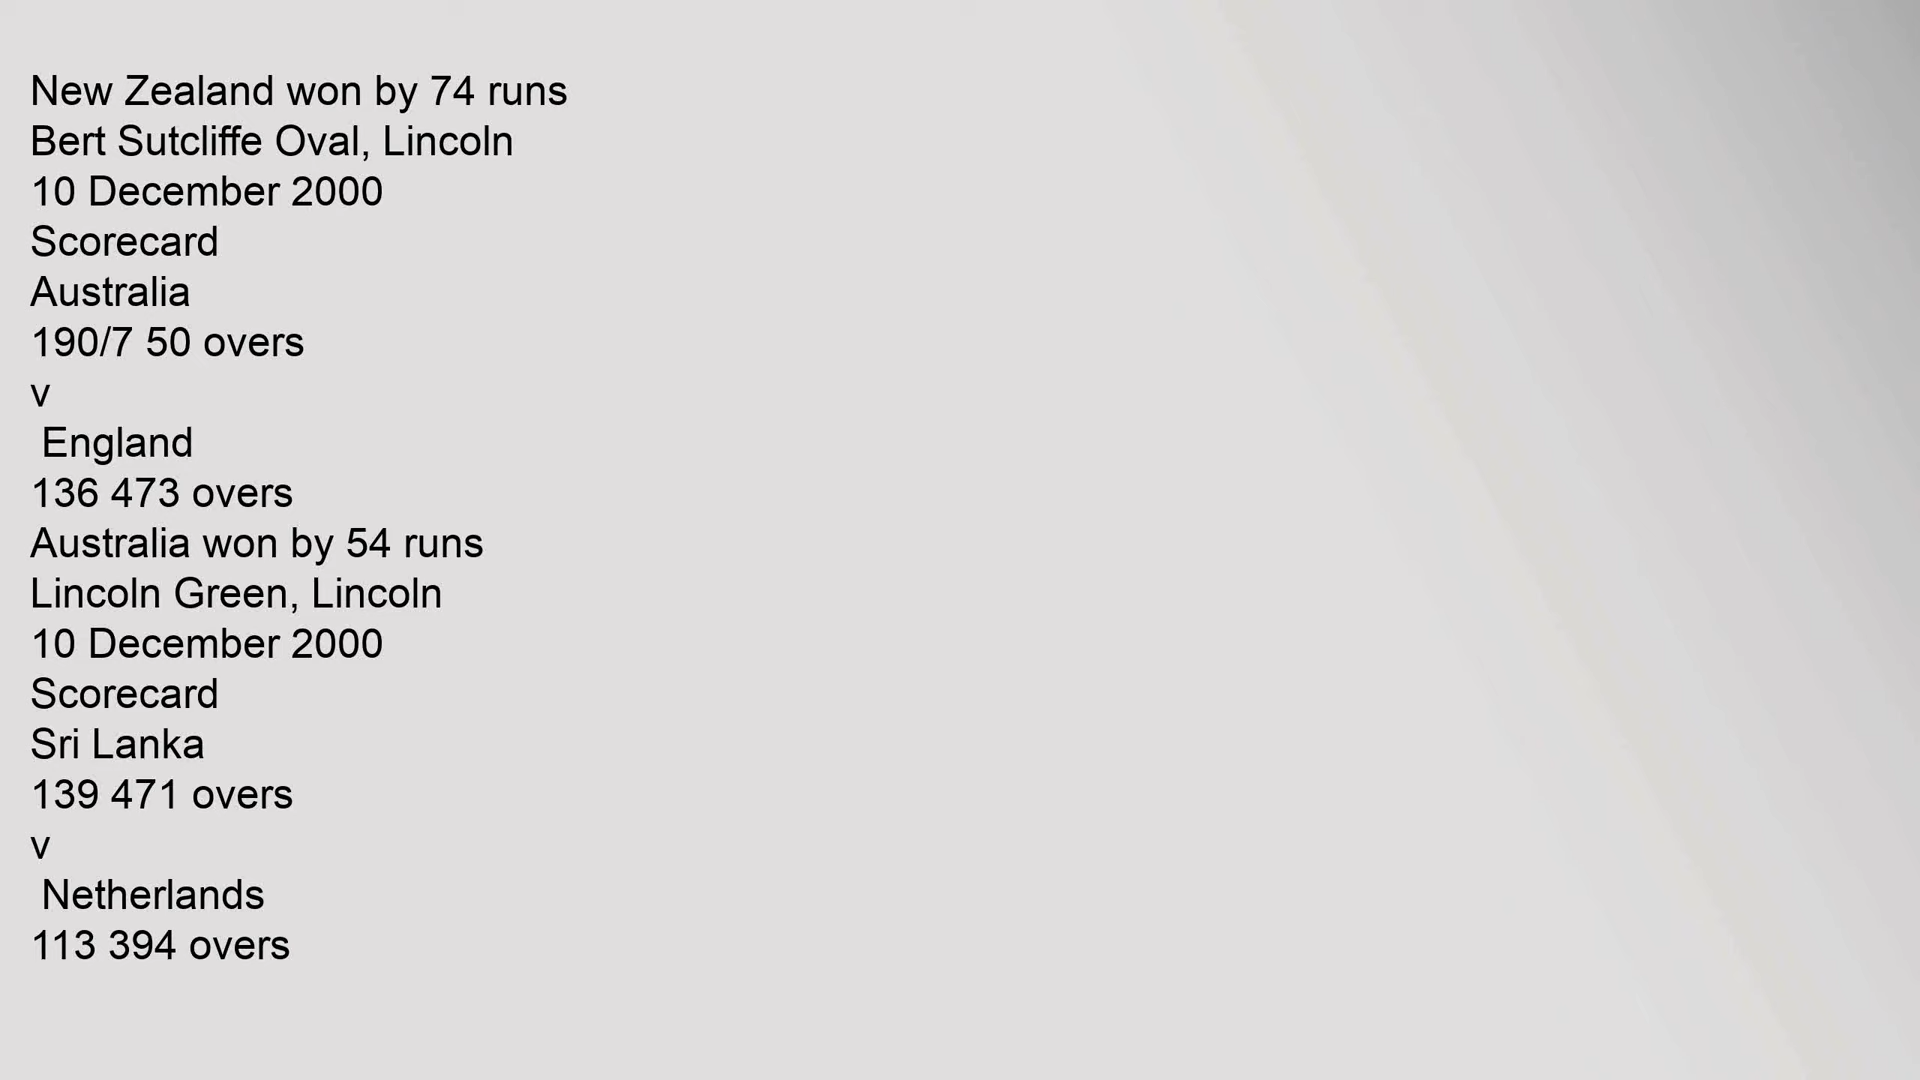 New Zealand won by 74 runs
Bert Sutcliffe Oval, Lincoln
10 December 2000
Scorecard
Australia
190/7 50 overs
v
England
136 473 overs
Australia won by 54 runs
Lincoln Green, Lincoln
10 December 2000
Scorecard
Sri Lanka
139 471 overs
v
Netherlands
113 394 overs